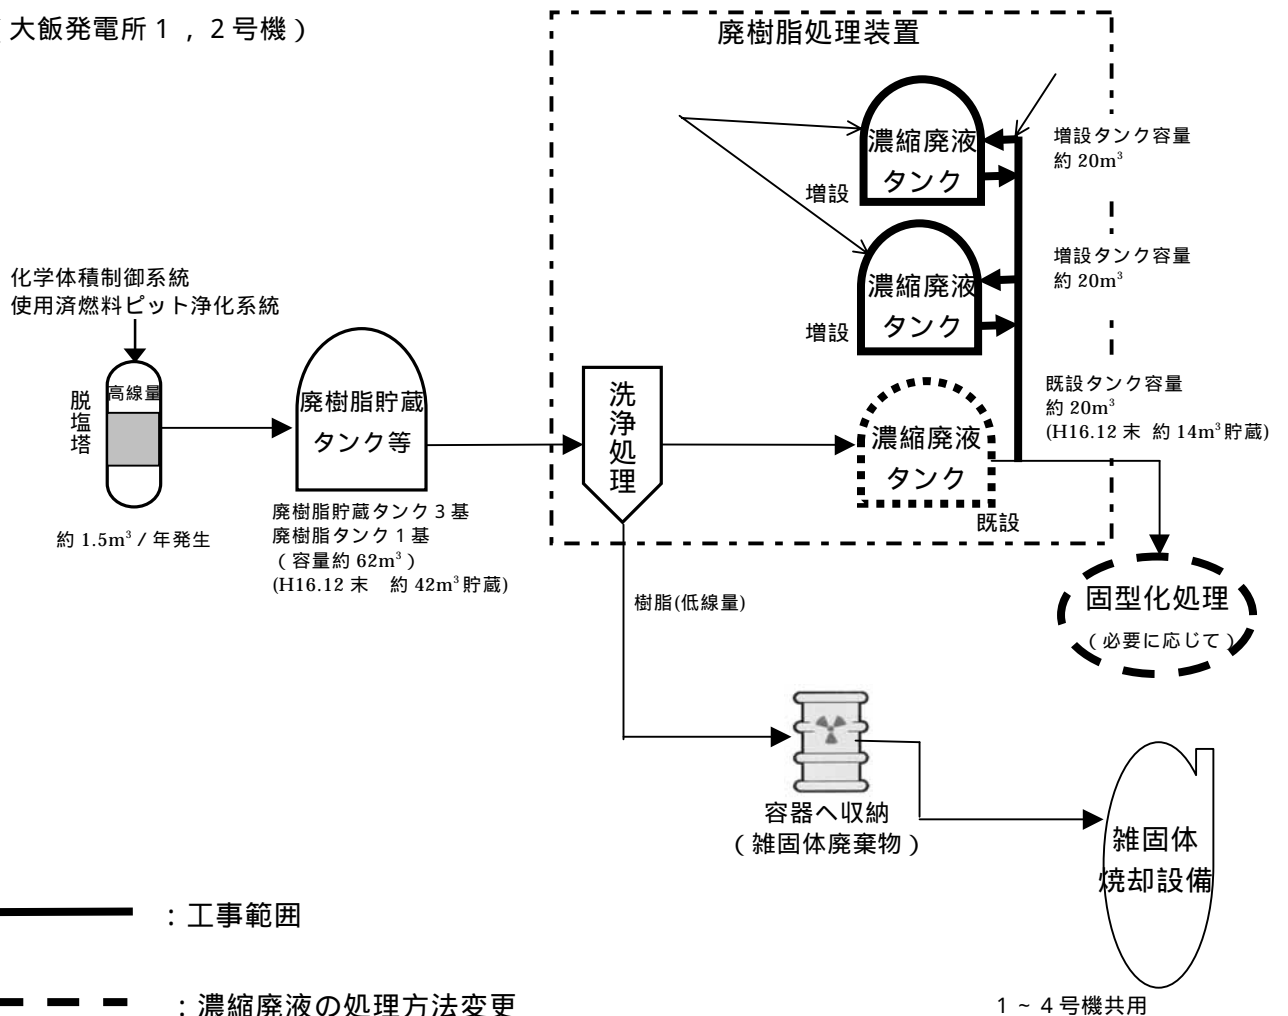 大飯発電所１，２号機）
廃樹脂処理装置
濃縮廃液
タンク
増設
増設タンク容量
約 20m³
濃縮廃液
タンク
増設
増設タンク容量
約 20m³
化学体積制御系統
使用済燃料ピット浄化系統
脱塩塔
高線量
約 1.5m³ / 年発生
廃樹脂貯蔵
タンク等
廃樹脂貯蔵タンク３基
廃樹脂タンク１基
（容量約 62m³）
(H16.12 末　約 42m³ 貯蔵)
洗浄処理
濃縮廃液
タンク
既設
既設タンク容量
約 20m³
(H16.12 末 約 14m³ 貯蔵)
固型化処理
（必要に応じて）
樹脂(低線量)
容器へ収納
（雑固体廃棄物）
雑固体
焼却設備
１～４号機共用
：工事範囲
：濃縮廃液の処理方法変更